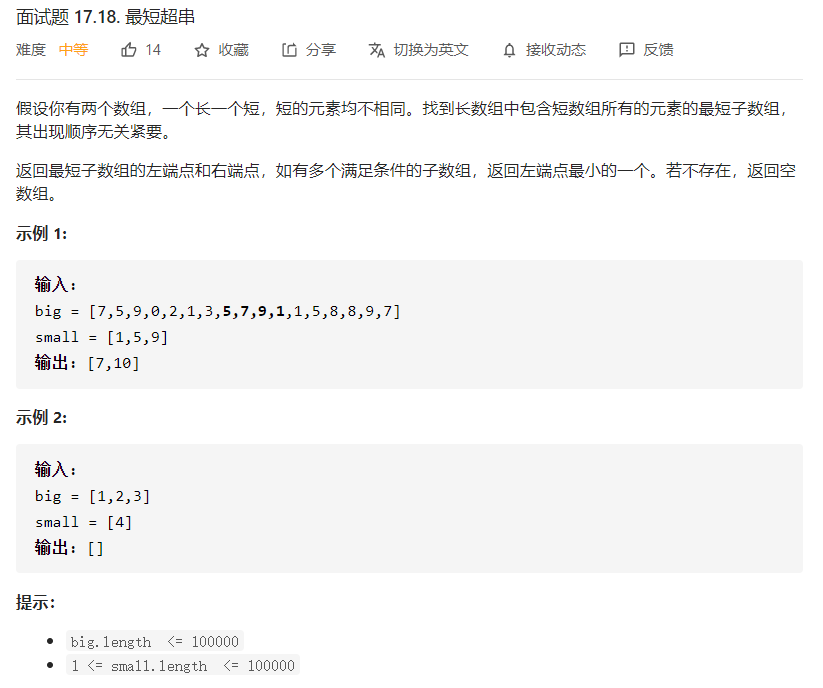 面试题 17.18. 最短超串
难度 中等 14 收藏 分享 切换为英文 接收动态 反馈
假设你有两个数组，一个长一个短，短的元素均不相同。找到长数组中包含短数组所有的元素的最短子数组，
其出现顺序无关紧要。
返回最短子数组的左端点和右端点，如有多个满足条件的子数组，返回左端点最小的一个。若不存在，返回空
数组。
示例 1:
输入:
big = [7,5,9,0,2,1,3,5,7,9,1,1,5,8,8,9,7]
small = [1,5,9]
输出: [7,10]
示例 2:
输入:
big = [1,2,3]
small = [4]
输出: []
提示：
big.length <= 100000
1 <= small.length <= 100000